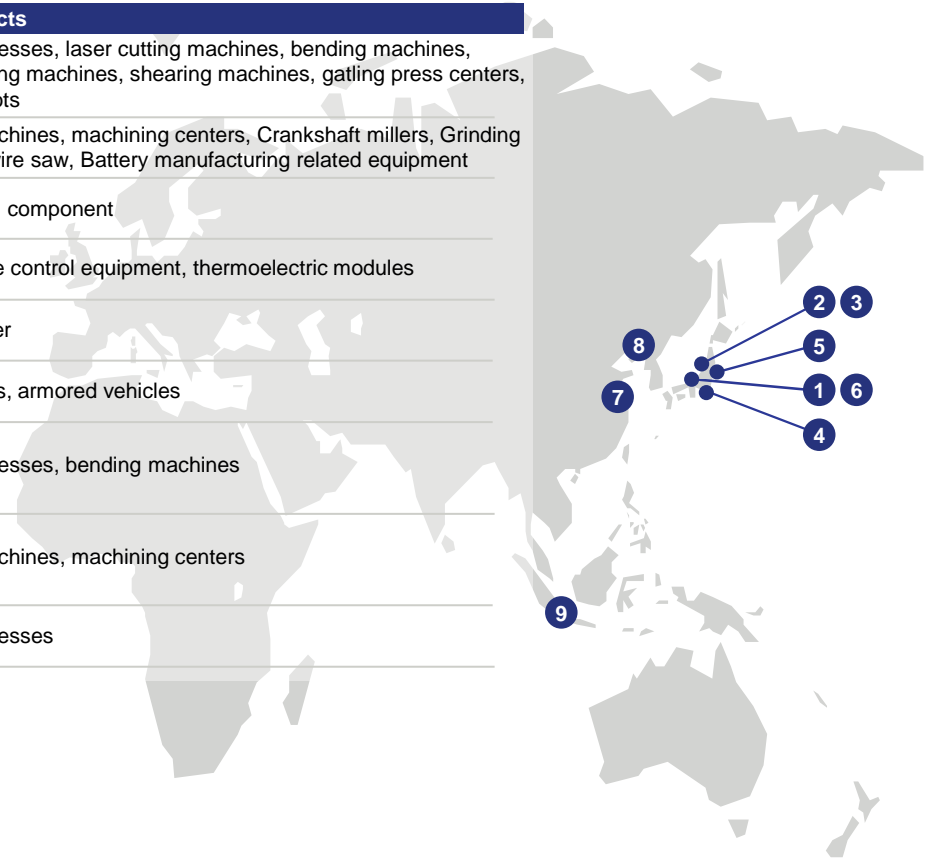 cts
esses, laser cutting machines, bending machines,
ng machines, shearing machines, gatling press centers,
ots
chines, machining centers, Crankshaft millers, Grinding
wire saw, Battery manufacturing related equipment
component
e control equipment, thermoelectric modules
er
s, armored vehicles
esses, bending machines
chines, machining centers
esses
2 3
8 5
7 1 6
4
9